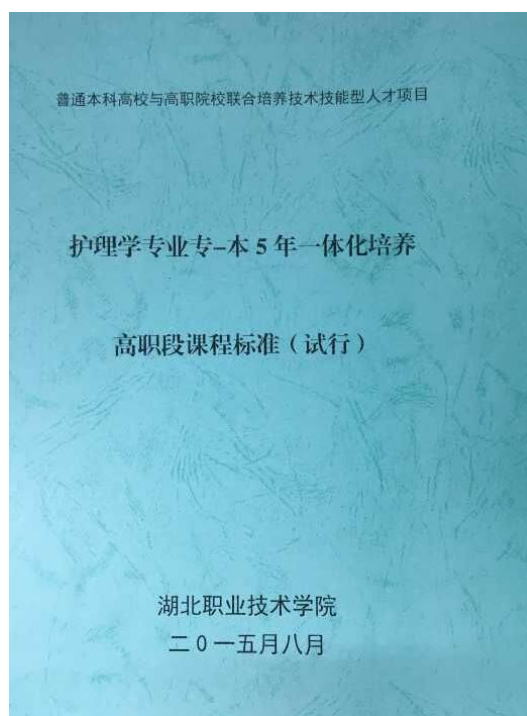 普通本科高校与高职院校联合培养技术技能型人才项目
护理学专业专-本 5 年一体化培养
高职段课程标准（试行）
湖北职业技术学院
二 0 一五月八月